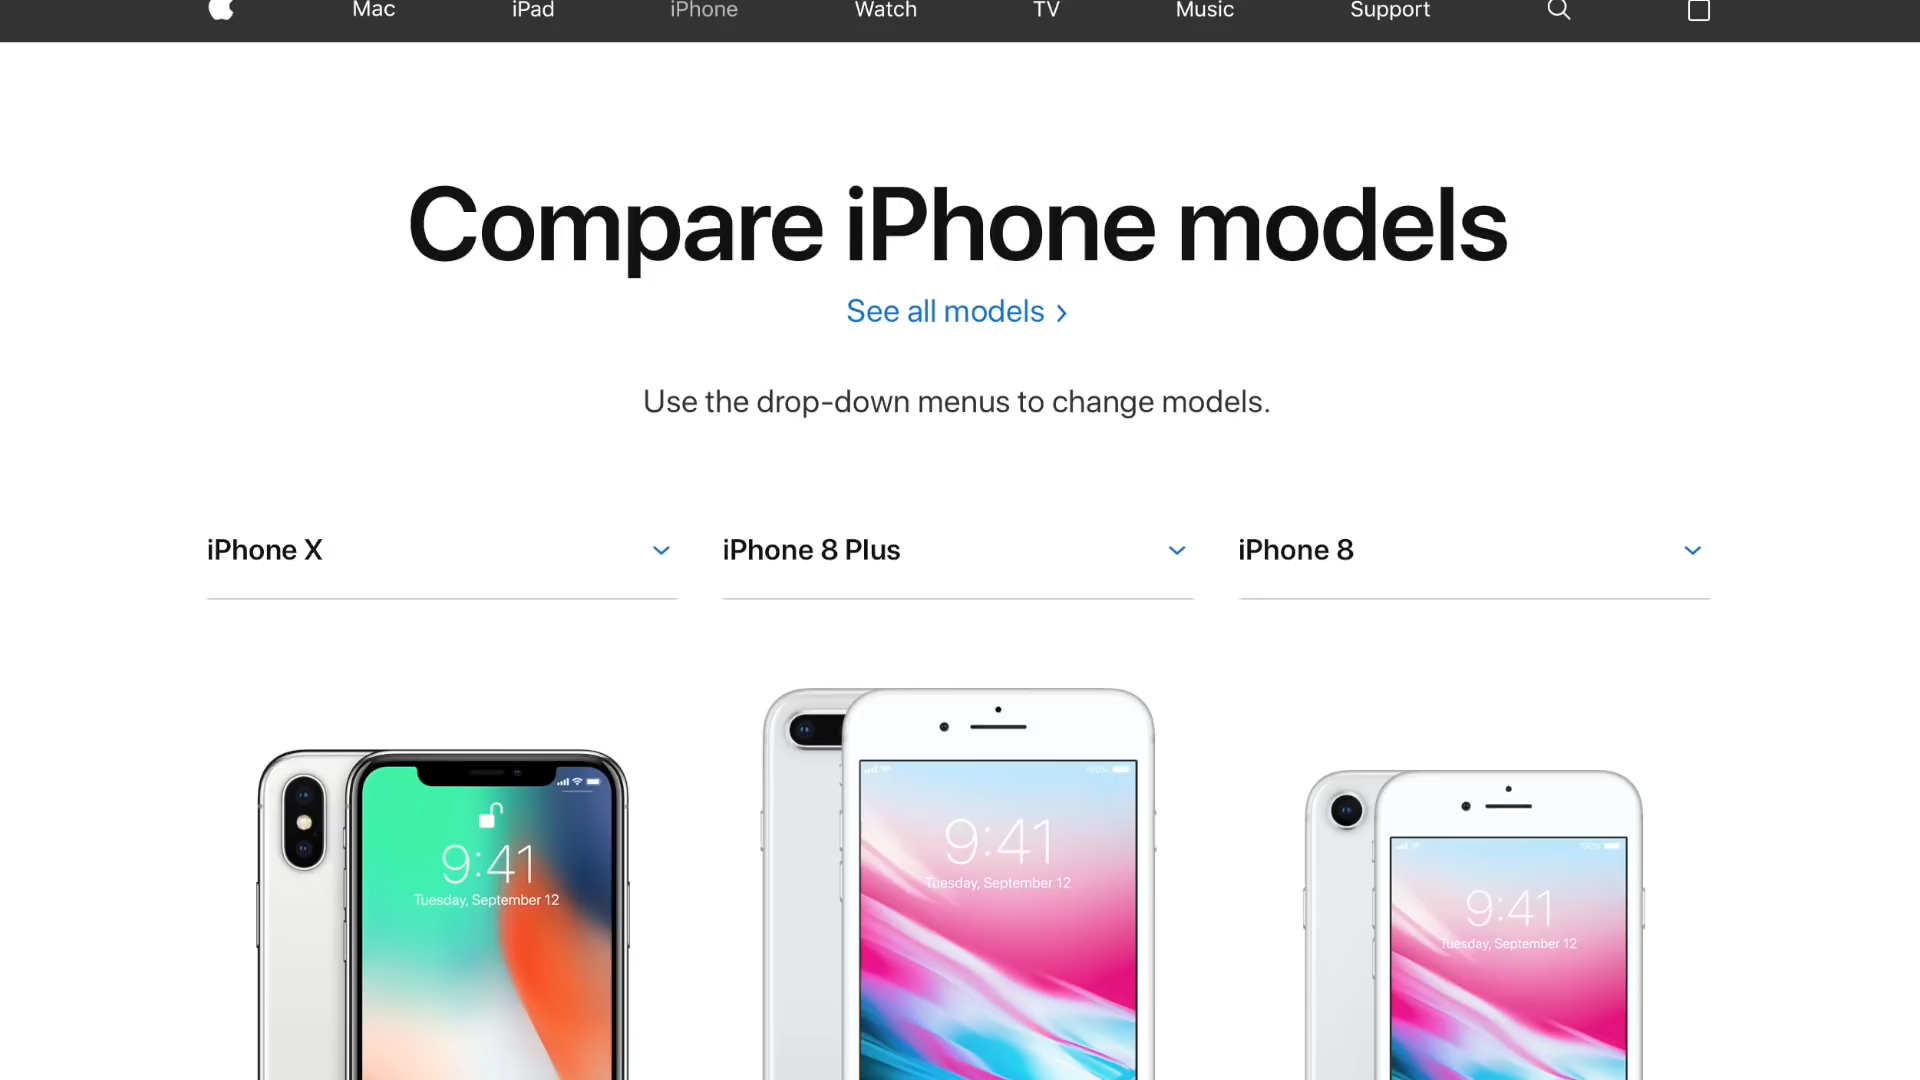 Mac iPad iPhone Watch TV Music Support
Compare iPhone models
See all models
Use the drop-down menus to change models.
iPhone X iPhone 8 Plus iPhone 8
9:41
Tuesday, September 12
100%
9:41
Tuesday, September 12
100%
9:41
Tuesday, September 12